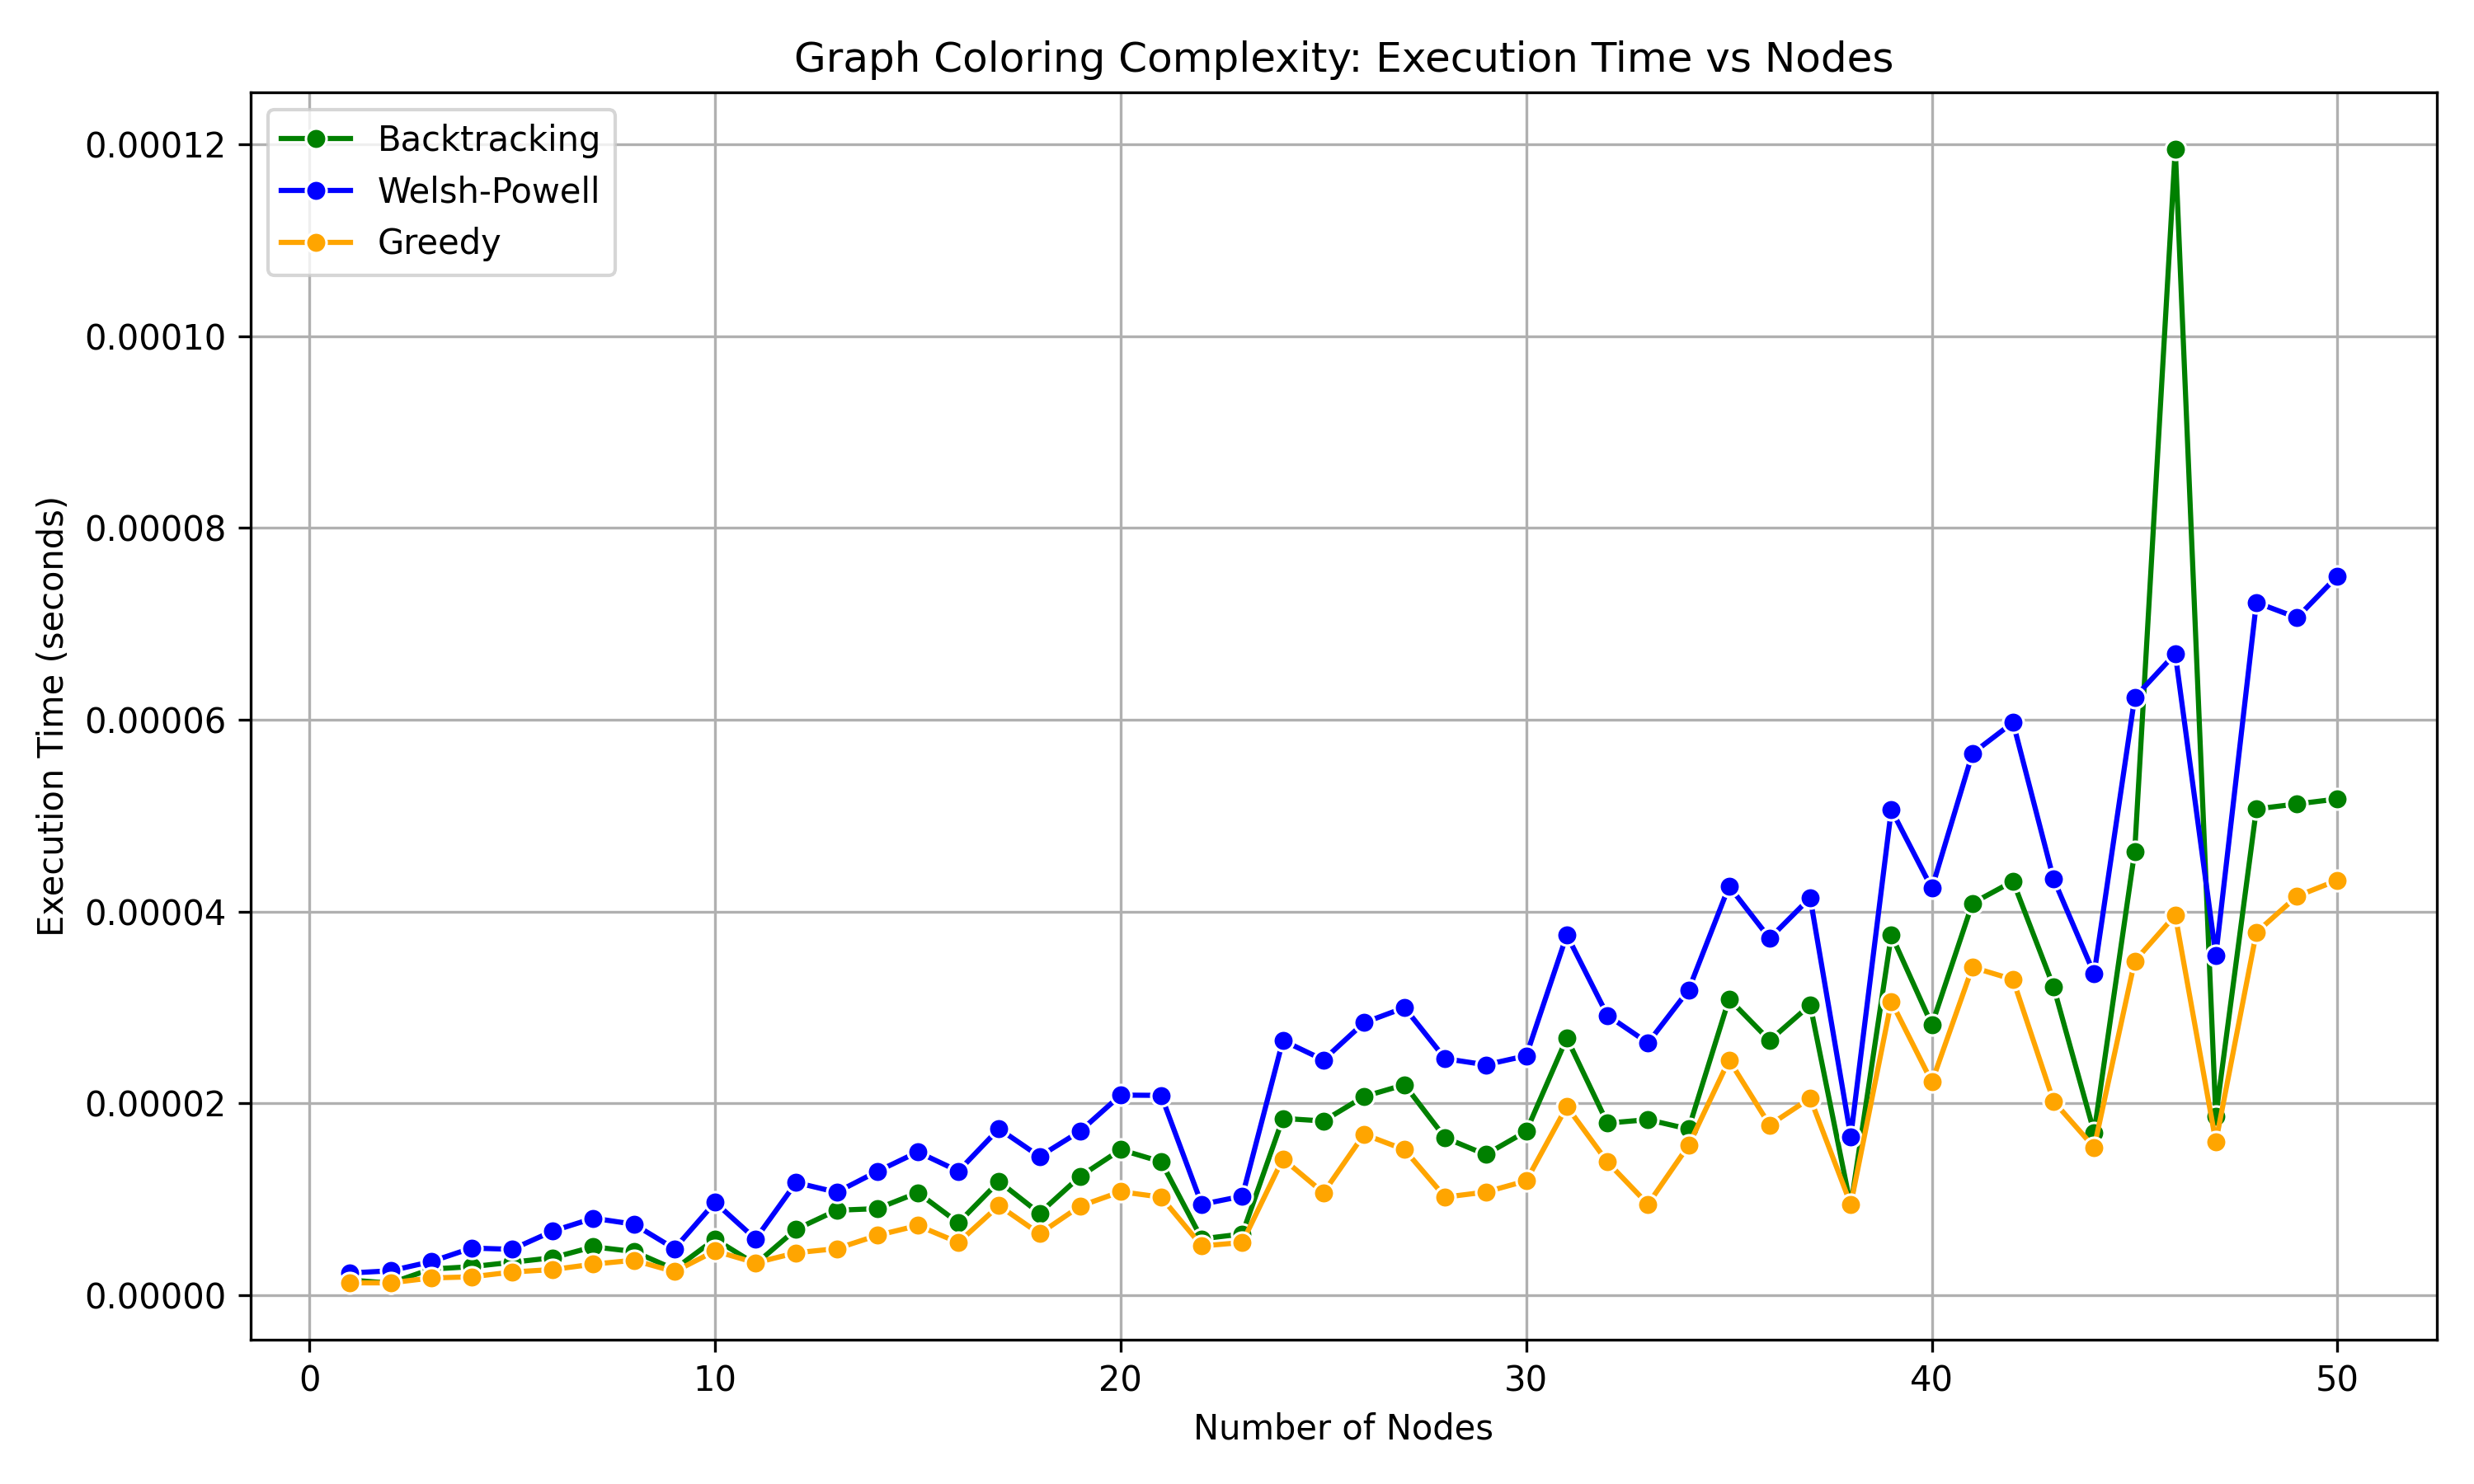 Graph Coloring Complexity: Execution Time vs Nodes
Backtracking
Welsh-Powell
Greedy
0.00012
0.00010
0.00008
0.00006
0.00004
0.00002
0.00000
Execution Time (seconds)
0 10 20 30 40 50
Number of Nodes